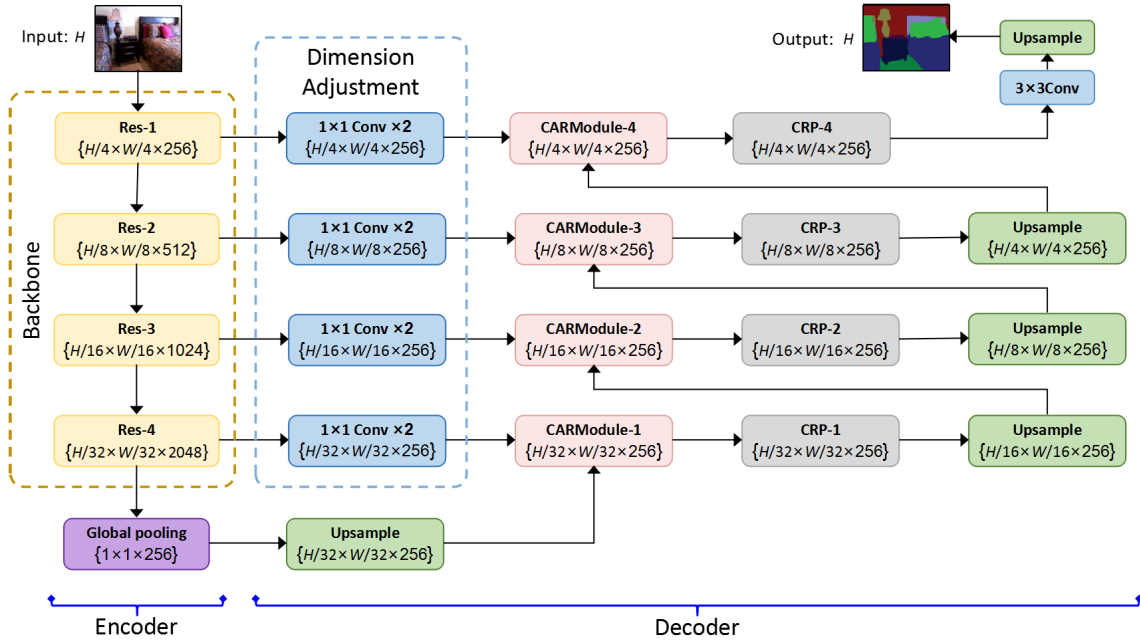 Input: H
Output: H
Upsample
3×3Conv
Dimension
Adjustment
Backbone
Res-1
{H/4×W/4×256}
1×1 Conv ×2
{H/4×W/4×256}
CARModule-4
{H/4×W/4×256}
CRP-4
{H/4×W/4×256}
Res-2
{H/8×W/8×512}
1×1 Conv ×2
{H/8×W/8×256}
CARModule-3
{H/8×W/8×256}
CRP-3
{H/8×W/8×256}
Upsample
{H/4×W/4×256}
Res-3
{H/16×W/16×1024}
1×1 Conv ×2
{H/16×W/16×256}
CARModule-2
{H/16×W/16×256}
CRP-2
{H/16×W/16×256}
Upsample
{H/8×W/8×256}
Res-4
{H/32×W/32×2048}
1×1 Conv ×2
{H/32×W/32×256}
CARModule-1
{H/32×W/32×256}
CRP-1
{H/32×W/32×256}
Upsample
{H/16×W/16×256}
Global pooling
{1×1×256}
Upsample
{H/32×W/32×256}
Encoder
Decoder